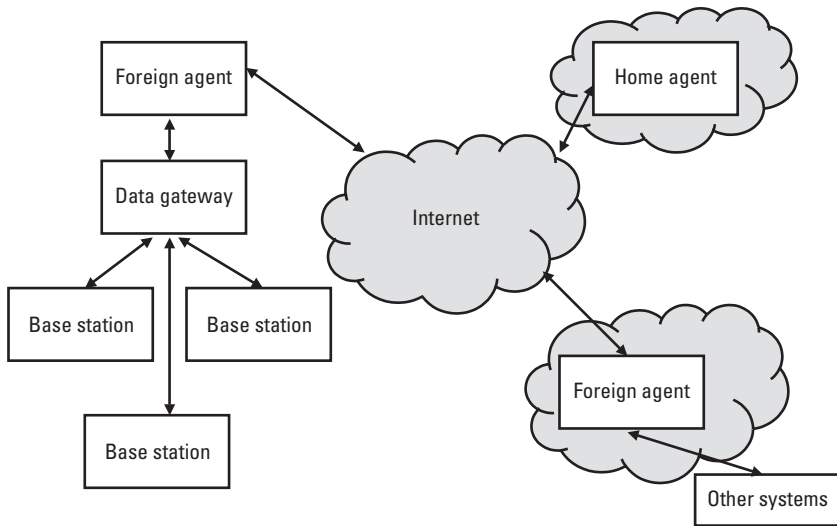 Foreign agent
Home agent
Data gateway
Internet
Base station
Base station
Foreign agent
Base station
Other systems